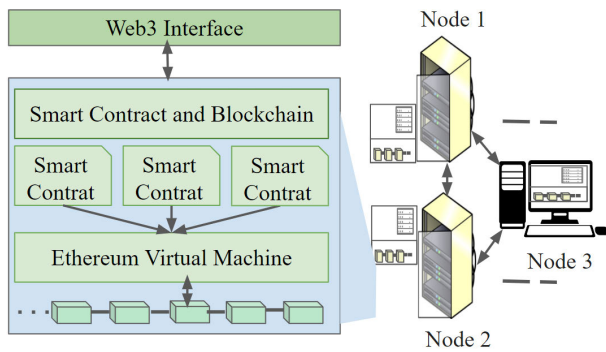 Web3 Interface
Smart Contract and Blockchain
Smart
Contrat
Smart
Contrat
Smart
Contrat
Ethereum Virtual Machine
Node 1
Node 3
Node 2